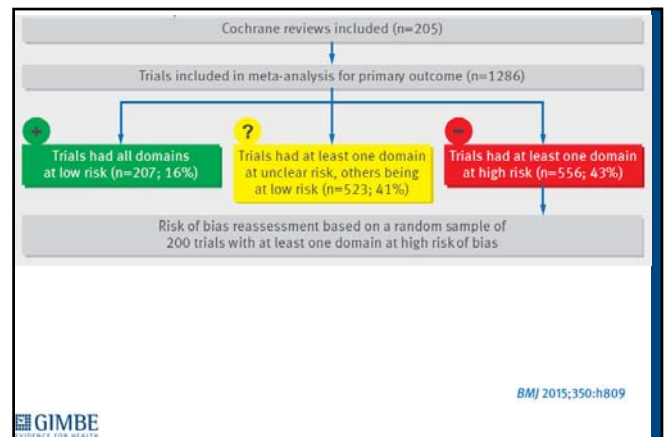 Cochrane reviews included (n=205)
Trials included in meta-analysis for primary outcome (n=1286)
+
?
–
Trials had all domains
at low risk (n=207; 16%)
Trials had at least one domain
at unclear risk, others being
at low risk (n=523; 41%)
Trials had at least one domain
at high risk (n=556; 43%)
Risk of bias reassessment based on a random sample of
200 trials with at least one domain at high risk of bias
BMJ 2015;350:h809
GIMBE
EVIDENCE FOR HEALTH